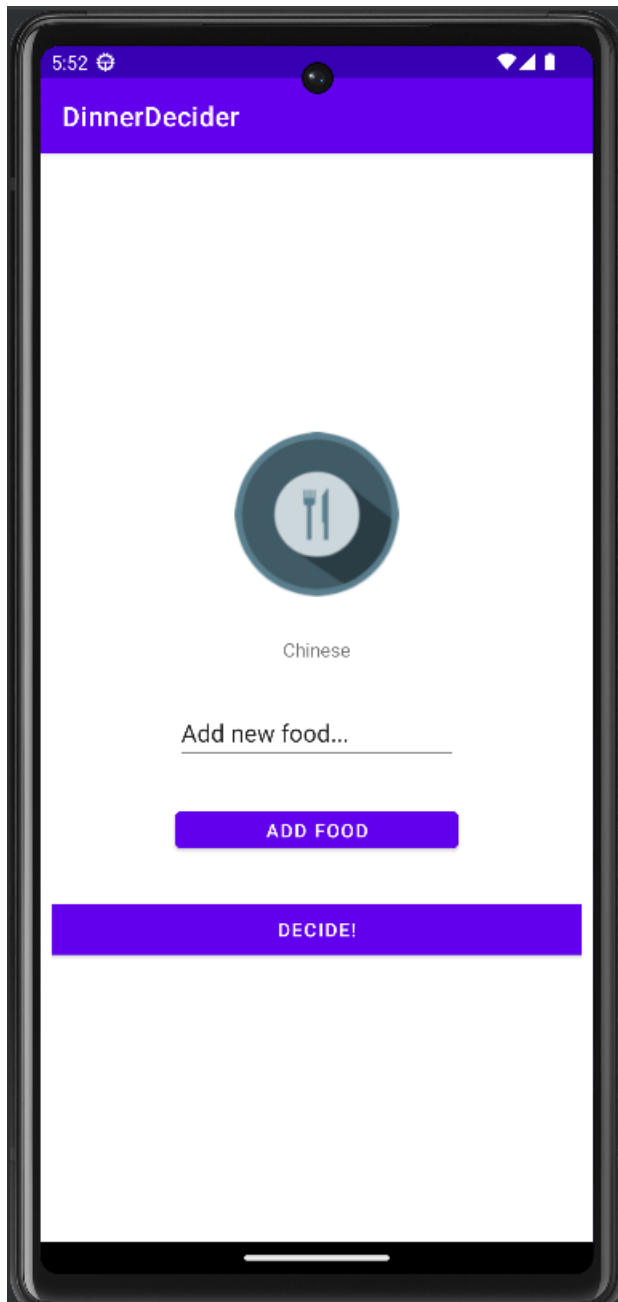 5:52
DinnerDecider
Chinese
Add new food...
ADD FOOD
DECIDE!